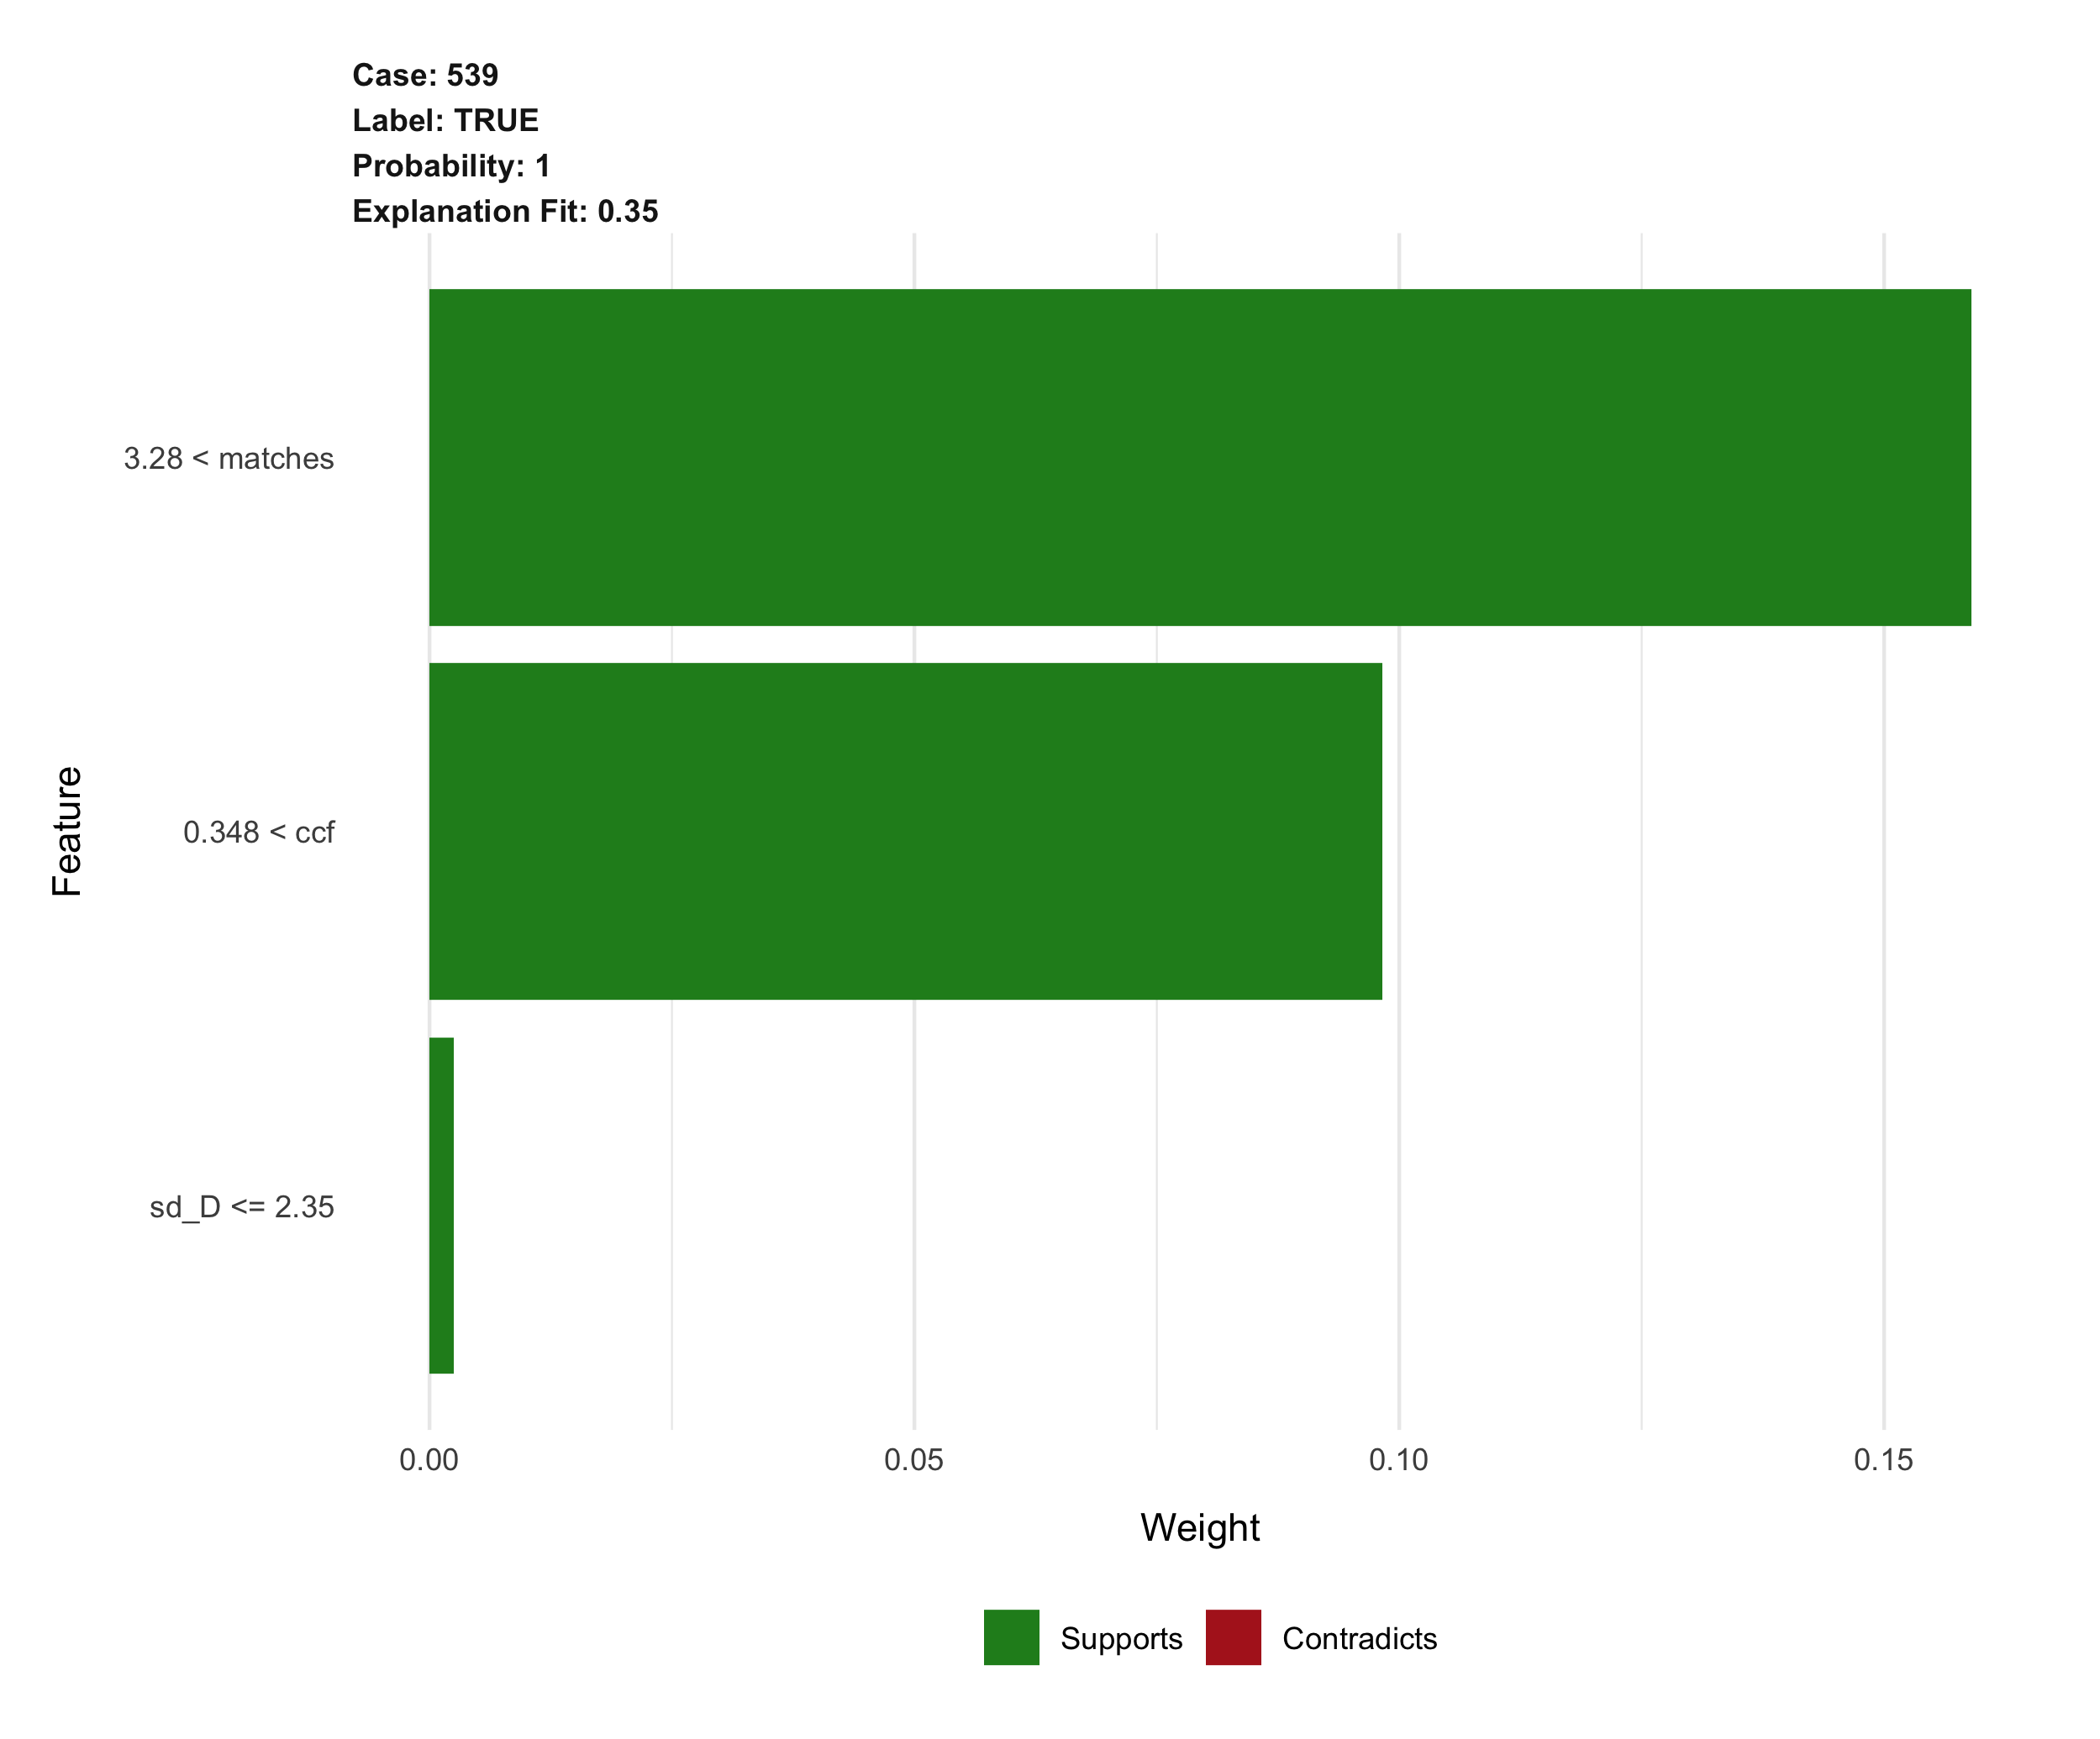 Case: 539
Label: TRUE
Probability: 1
Explanation Fit: 0.35
3.28 < matches
0.348 < ccf
sd_D <= 2.35
Feature
0.00 0.05 0.10 0.15
Weight
Supports Contradicts